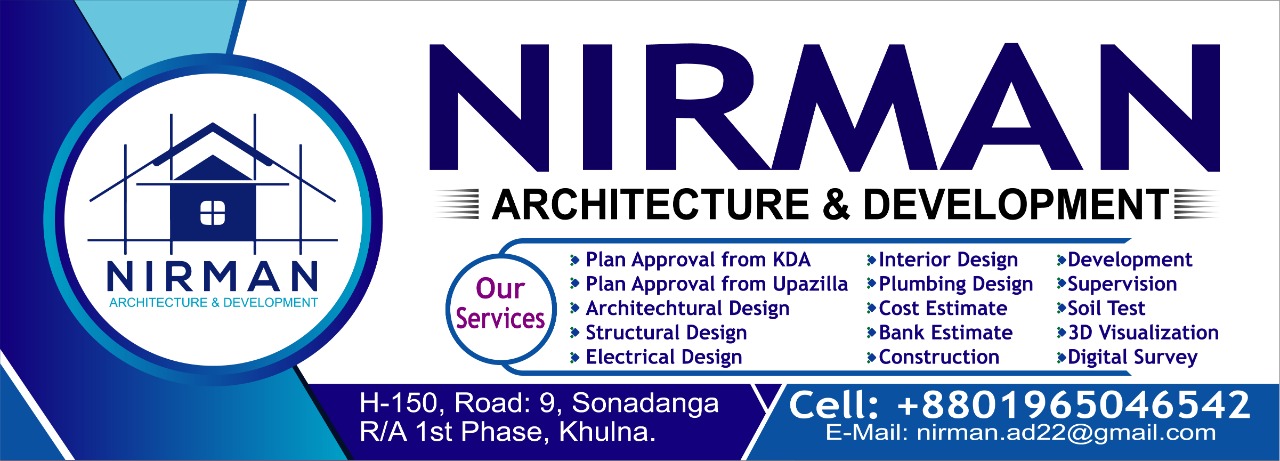 NIRMAN
ARCHITECTURE & DEVELOPMENT
NIRMAN
ARCHITECTURE & DEVELOPMENT
Our
Services
Plan Approval from KDA
Plan Approval from Upazilla
Architechtural Design
Structural Design
Electrical Design
Interior Design
Plumbing Design
Cost Estimate
Bank Estimate
Construction
Development
Supervision
Soil Test
3D Visualization
Digital Survey
H-150, Road: 9, Sonadanga
R/A 1st Phase, Khulna.
Cell: +8801965046542
E-Mail: nirman.ad22@gmail.com